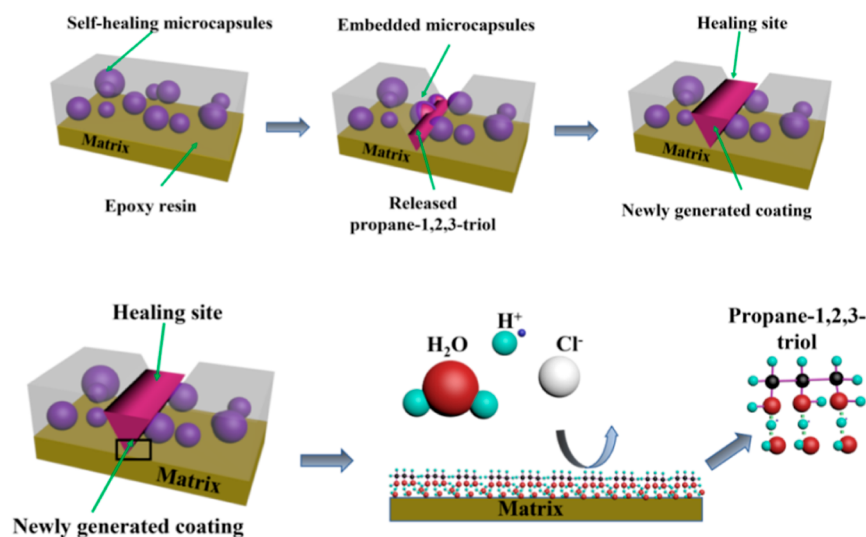 Self-healing microcapsules
Embedded microcapsules
Healing site
Matrix
Matrix
Matrix
Epoxy resin
Released
propane-1,2,3-triol
Newly generated coating
Healing site
H⁺
H₂O
Cl⁻
Propane-1,2,3-
triol
Matrix
Matrix
Newly generated coating